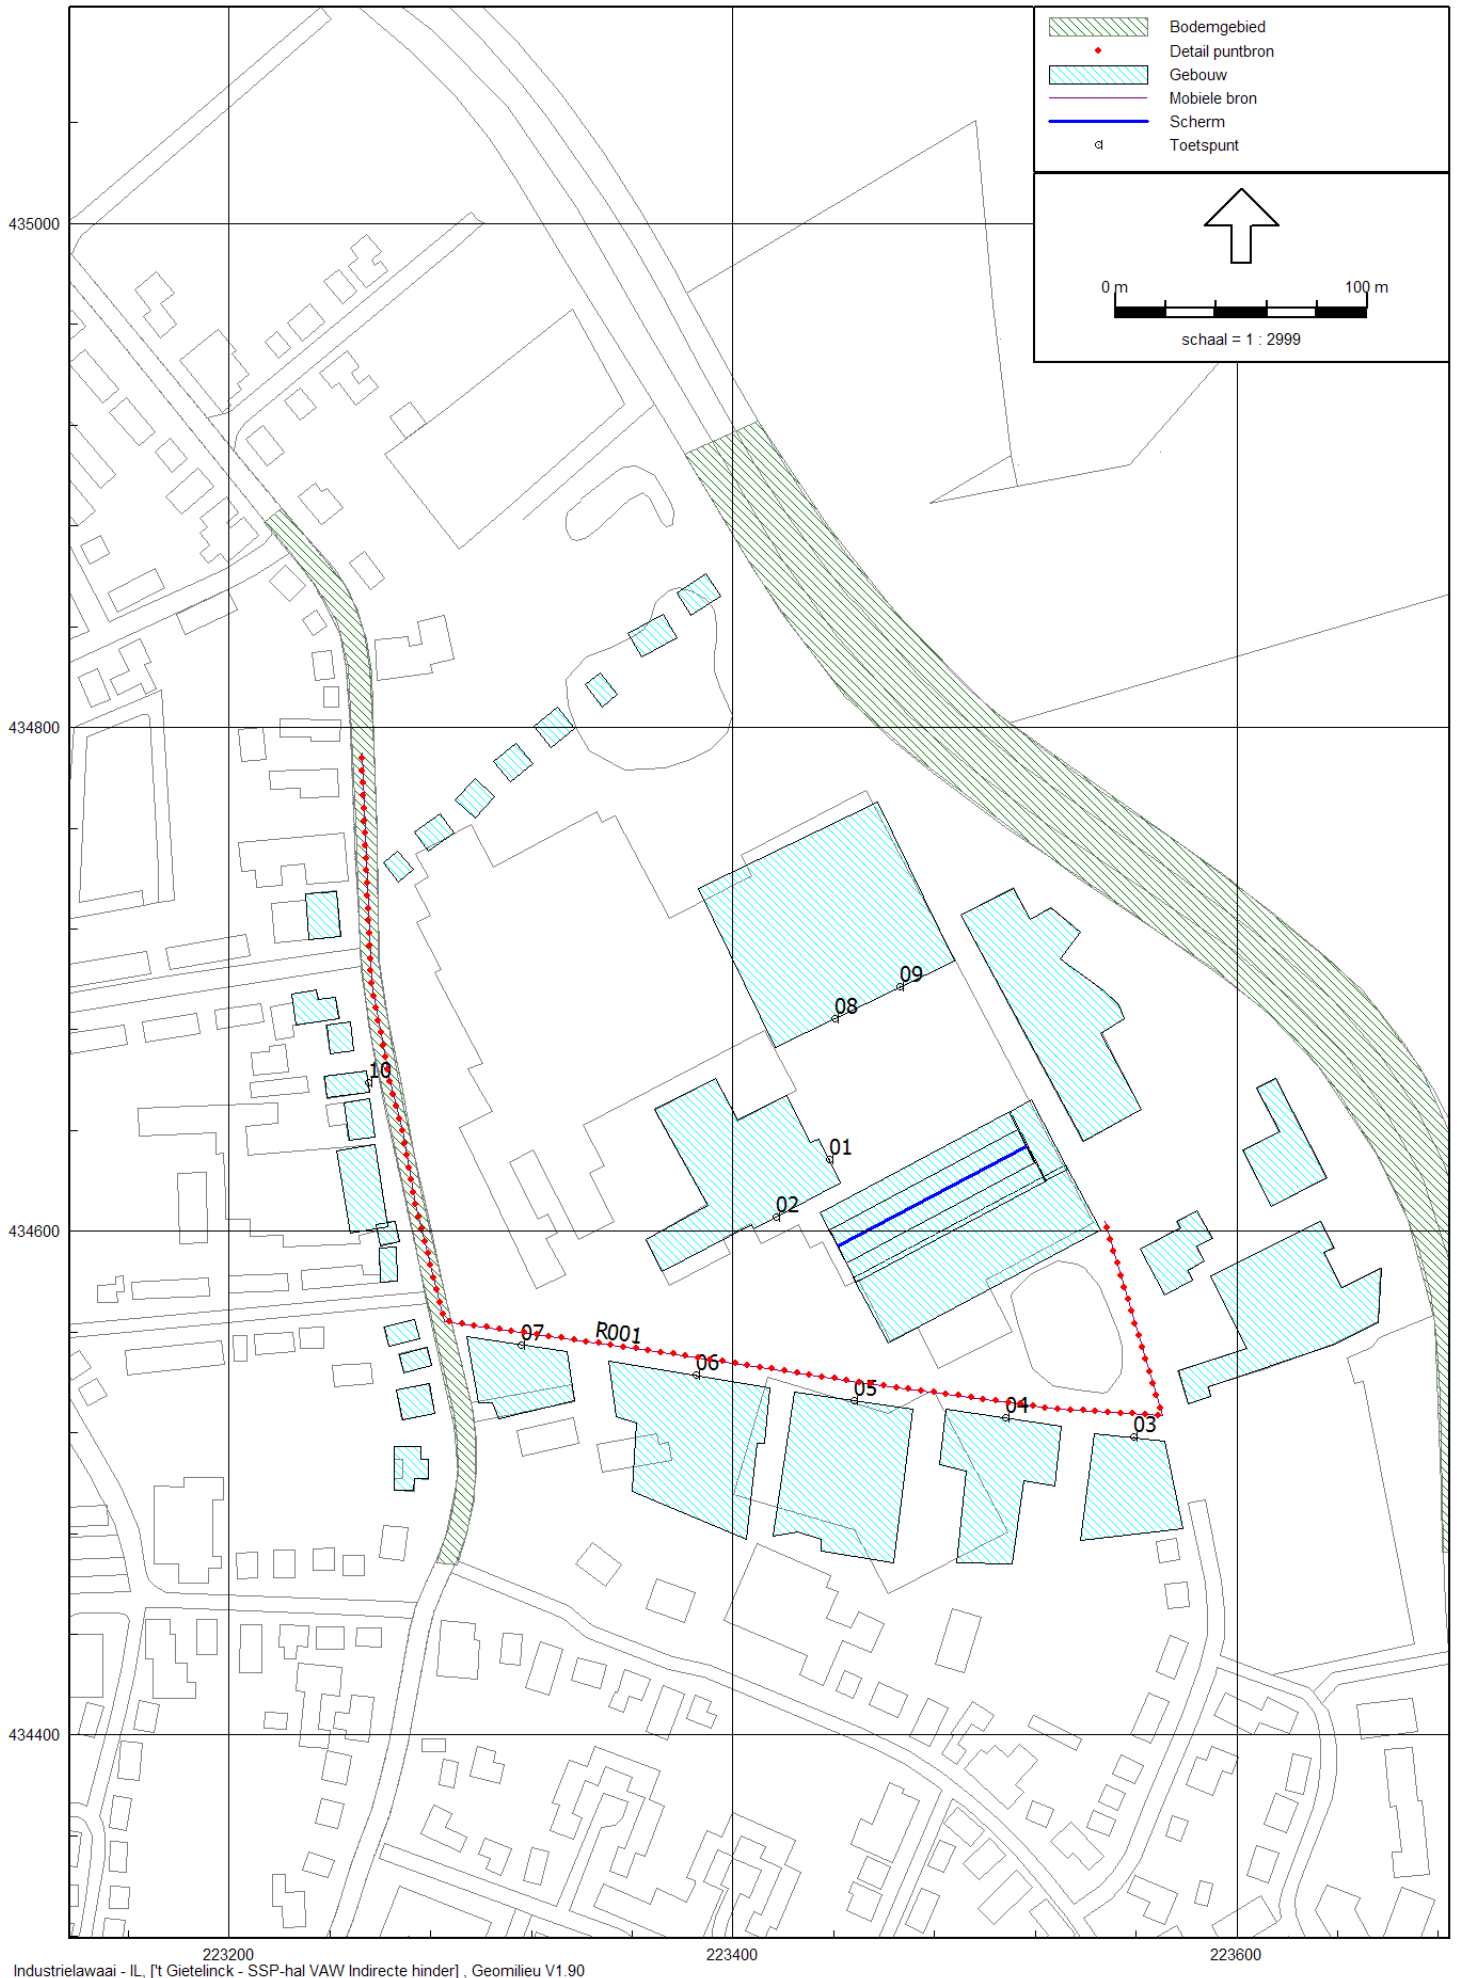 Bodemgebied
Detail puntbron
Gebouw
Mobiele bron
Scherm
Toetspunt
0 m 100 m
schaal = 1 : 2999
435000
434800
09
08
10
01
02
434600
07
R001
06
05
04
03
434400
223200 223400 223600
Industrielawaai - IL, ['t Gietelinck - SSP-hal VAW Indirecte hinder] , Geomilieu V1.90